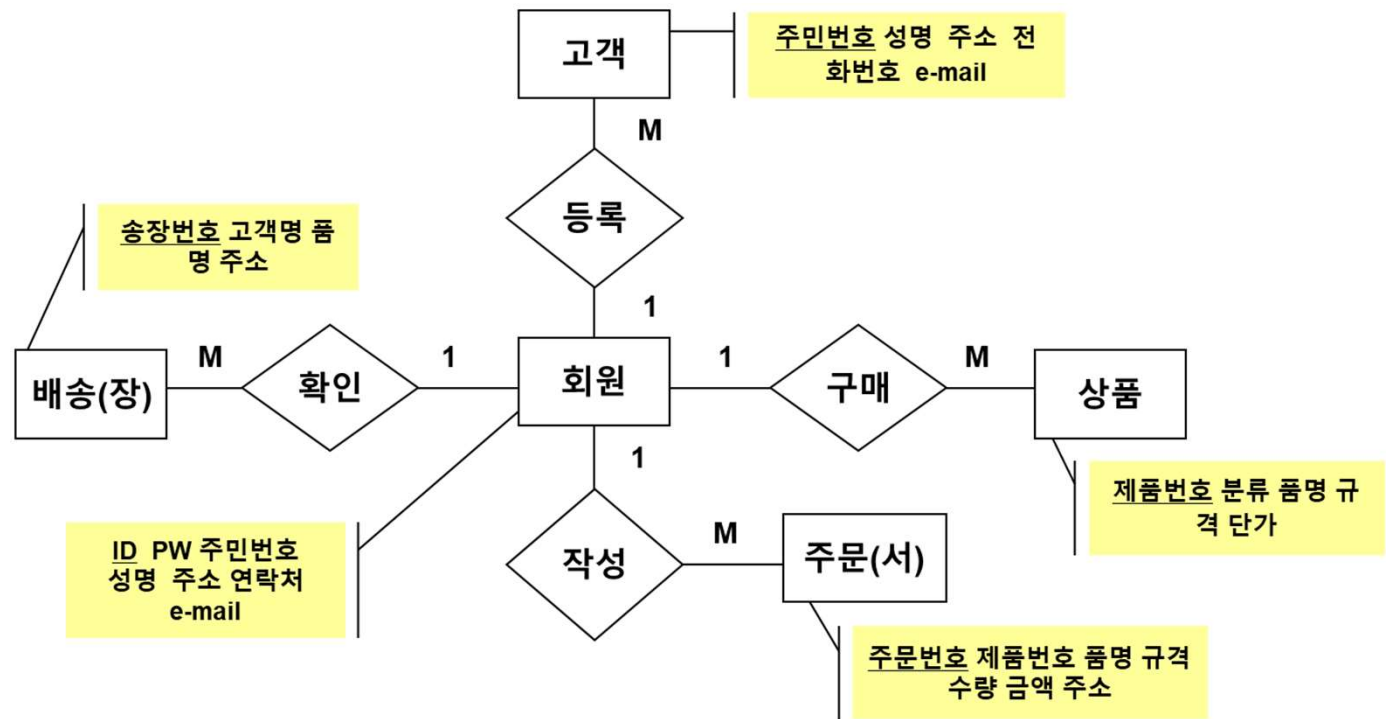 고객
주민번호 성명 주소 전
화번호 e-mail
M
등록
1
송장번호 고객명 품
명 주소
배송(장)
M
확인
1
회원
1
구매
M
상품
제품번호 분류 품명 규
격 단가
1
ID PW 주민번호
성명 주소 연락처
e-mail
작성
M
주문(서)
주문번호 제품번호 품명 규격
수량 금액 주소